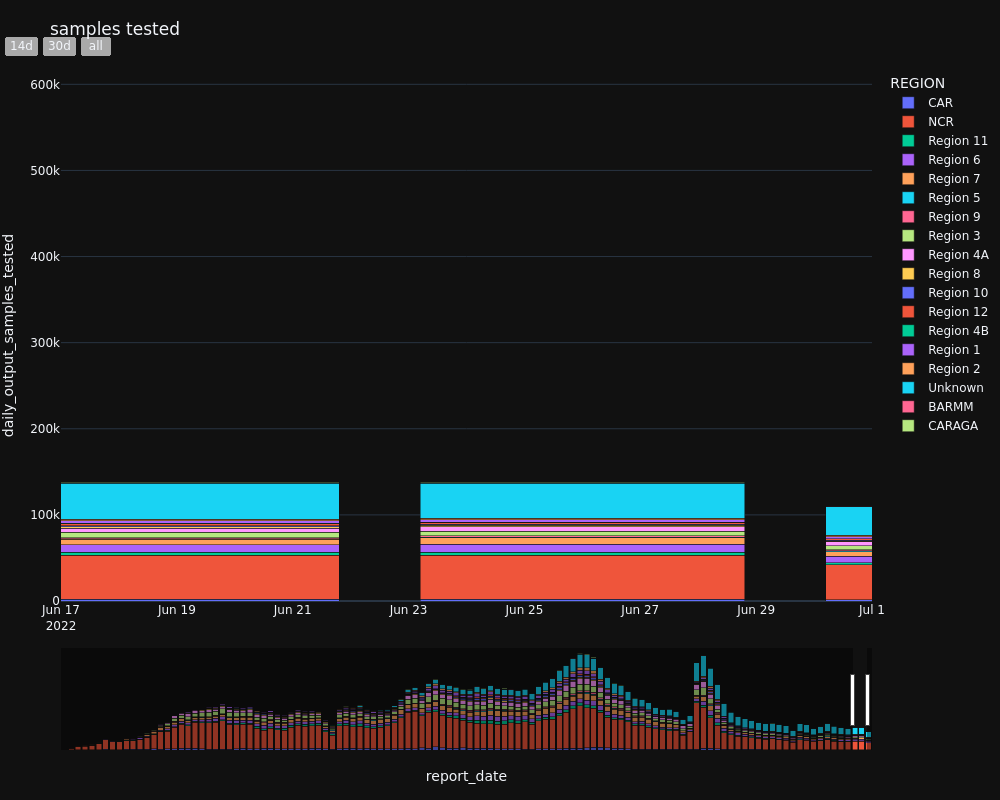 samples tested
14d 30d all
REGION
CAR
NCR
Region 11
Region 6
Region 7
Region 5
Region 9
Region 3
Region 4A
Region 8
Region 10
Region 12
Region 4B
Region 1
Region 2
Unknown
BARMM
CARAGA
daily_output_samples_tested
600k
500k
400k
300k
200k
100k
0
Jun 17 Jun 19 Jun 21 Jun 23 Jun 25 Jun 27 Jun 29 Jul 1
2022
report_date